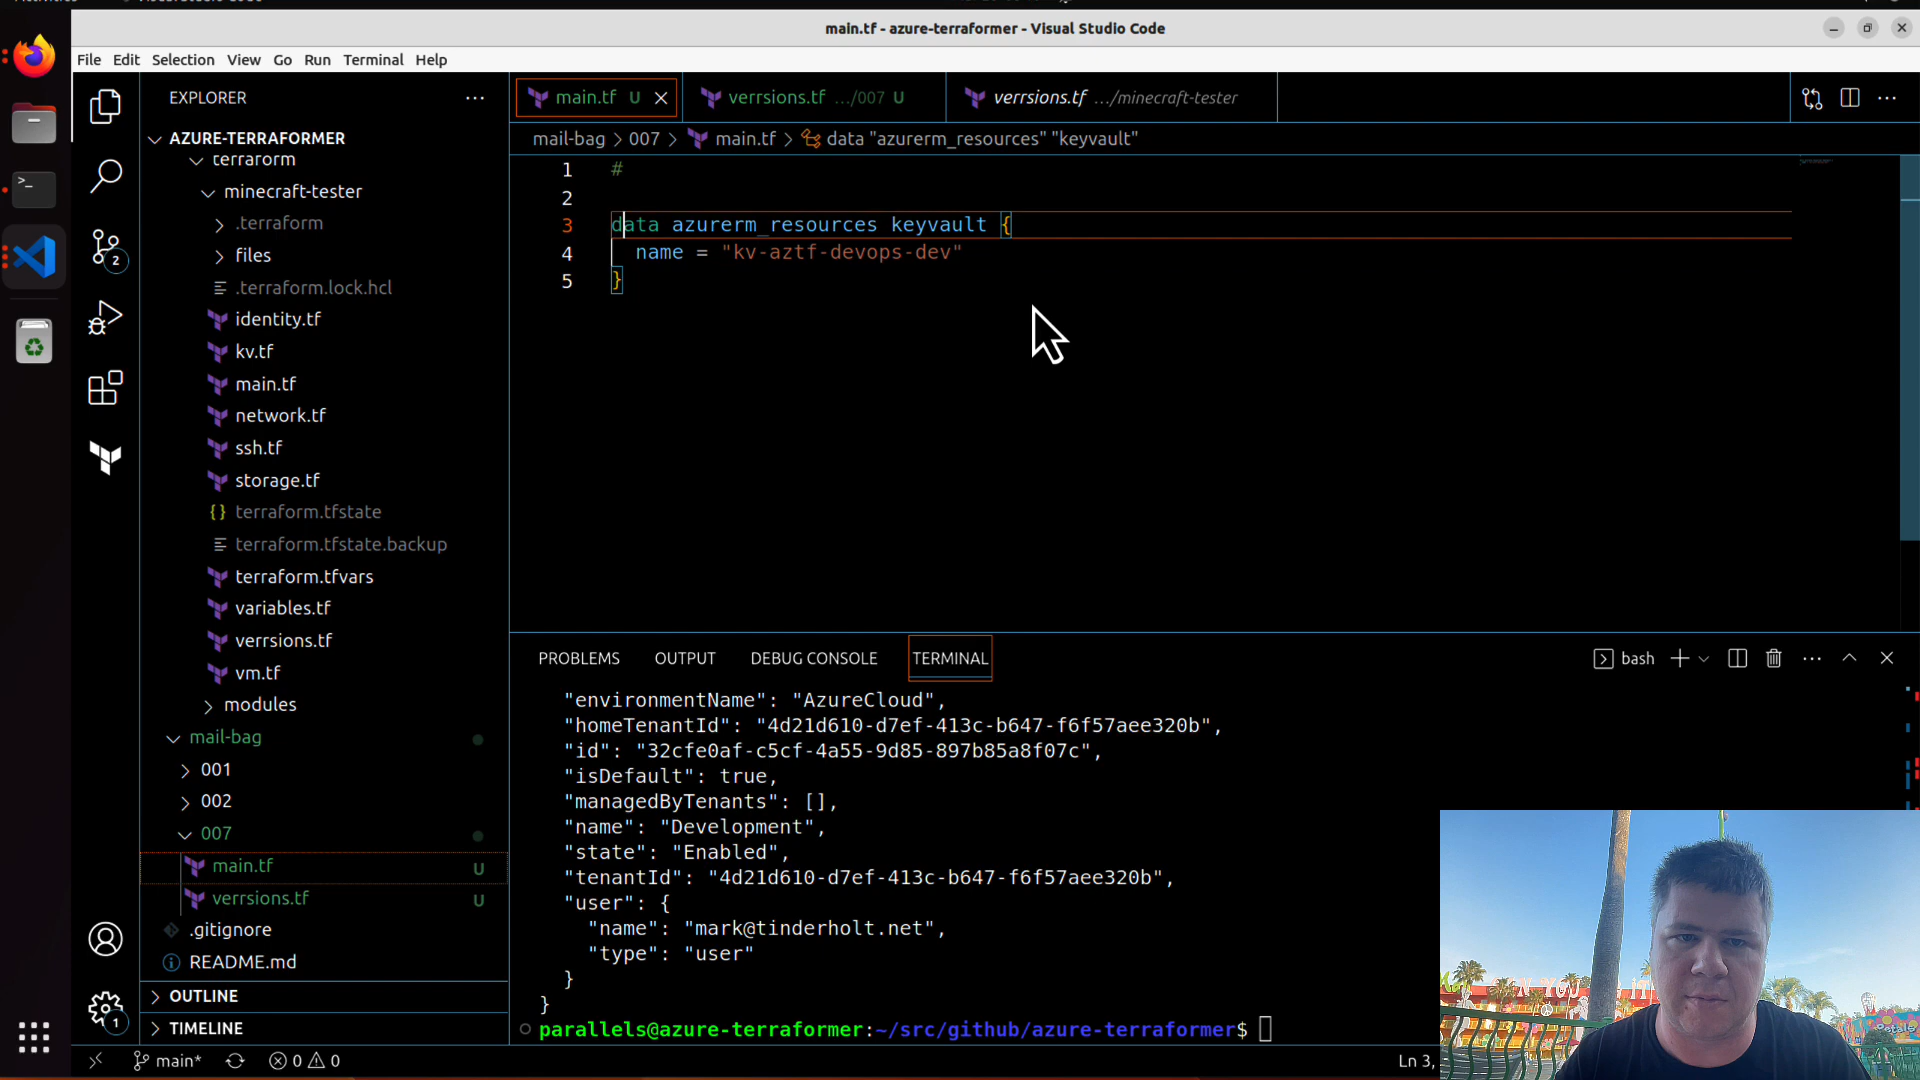 main.tf - azure-terraformer - Visual Studio Code
File Edit Selection View Go Run Terminal Help
EXPLORER
main.tf U
verrsions.tf .../007 U
verrsions.tf .../minecraft-tester
AZURE-TERRAFORMER
mail-bag > 007 > main.tf > data "azurerm_resources" "keyvault"
terraform
minecraft-tester
.terraform
files
.terraform.lock.hcl
identity.tf
kv.tf
main.tf
network.tf
ssh.tf
storage.tf
terraform.tfstate
terraform.tfstate.backup
terraform.tfvars
variables.tf
verrsions.tf
vm.tf
modules
mail-bag
001
002
007
main.tf U
verrsions.tf U
.gitignore
README.md
OUTLINE
TIMELINE
1 #
2
3 data azurerm_resources keyvault {
4 name = "kv-aztf-devops-dev"
5 }
PROBLEMS OUTPUT DEBUG CONSOLE TERMINAL
bash
"environmentName": "AzureCloud",
"homeTenantId": "4d21d610-d7ef-413c-b647-f6f57aee320b",
"id": "32cfe0af-c5cf-4a55-9d85-897b85a8f07c",
"isDefault": true,
"managedByTenants": [],
"name": "Development",
"state": "Enabled",
"tenantId": "4d21d610-d7ef-413c-b647-f6f57aee320b",
"user": {
"name": "mark@tinderholt.net",
"type": "user"
}
}
parallels@azure-terraformer:~/src/github/azure-terraformer$
2
1
main* 0 0
Ln 3,